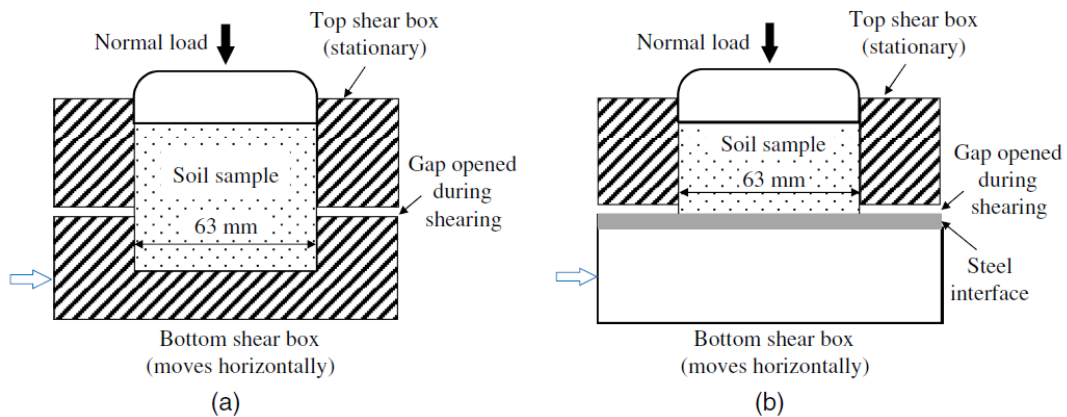 Normal load
Top shear box
(stationary)
Soil sample
63 mm
Gap opened
during
shearing
Bottom shear box
(moves horizontally)
(a)
Normal load
Top shear box
(stationary)
Soil sample
63 mm
Gap opened
during
shearing
Steel
interface
Bottom shear box
(moves horizontally)
(b)